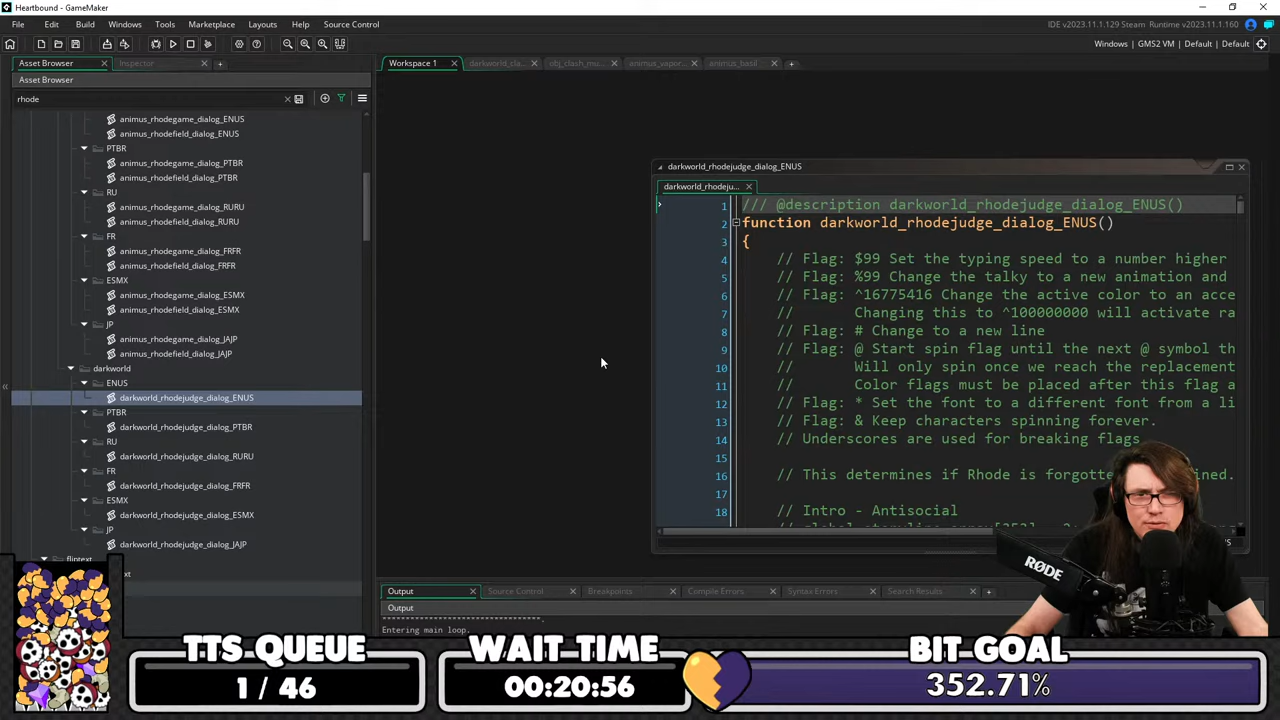 Heartbound - GameMaker
File Edit Build Windows Tools Marketplace Layouts Help Source Control
IDE v2023.11.1.129 Steam Runtime v2023.11.1.160
Windows | GMS2 VM | Default | Default
Asset Browser Inspector
Workspace 1 darkworld_cla... obj_clash_mu... animus_vapor... animus_basil
Asset Browser
rhode
animus_rhodegame_dialog_ENUS
animus_rhodefield_dialog_ENUS
PTBR
animus_rhodegame_dialog_PTBR
animus_rhodefield_dialog_PTBR
RU
animus_rhodegame_dialog_RURU
animus_rhodefield_dialog_RURU
FR
animus_rhodegame_dialog_FRFR
animus_rhodefield_dialog_FRFR
ESMX
animus_rhodegame_dialog_ESMX
animus_rhodefield_dialog_ESMX
JP
animus_rhodegame_dialog_JAJP
animus_rhodefield_dialog_JAJP
darkworld
ENUS
darkworld_rhodejudge_dialog_ENUS
PTBR
darkworld_rhodejudge_dialog_PTBR
RU
darkworld_rhodejudge_dialog_RURU
FR
darkworld_rhodejudge_dialog_FRFR
ESMX
darkworld_rhodejudge_dialog_ESMX
JP
darkworld_rhodejudge_dialog_JAJP
fliptext
darkworld_rhodejudge_dialog_ENUS
darkworld_rhodeju...
1 /// @description darkworld_rhodejudge_dialog_ENUS()
2 function darkworld_rhodejudge_dialog_ENUS()
3 {
4 // Flag: $99 Set the typing speed to a number higher
5 // Flag: %99 Change the talky to a new animation and
6 // Flag: ^16775416 Change the active color to an acce
7 // Changing this to ^100000000 will activate ra
8 // Flag: # Change to a new line
9 // Flag: @ Start spin flag until the next @ symbol th
10 // Will only spin once we reach the replacement
11 // Color flags must be placed after this flag a
12 // Flag: * Set the font to a different font from a li
13 // Flag: & Keep characters spinning forever.
14 // Underscores are used for breaking flags
15
16 // This determines if Rhode is forgotte
17
18 // Intro - Antisocial
Output Source Control Breakpoints Compile Errors Syntax Errors Search Results
Output
Entering main loop.
RØDE
TTS QUEUE
1 / 46
WAIT TIME
00:20:56
BIT GOAL
352.71%